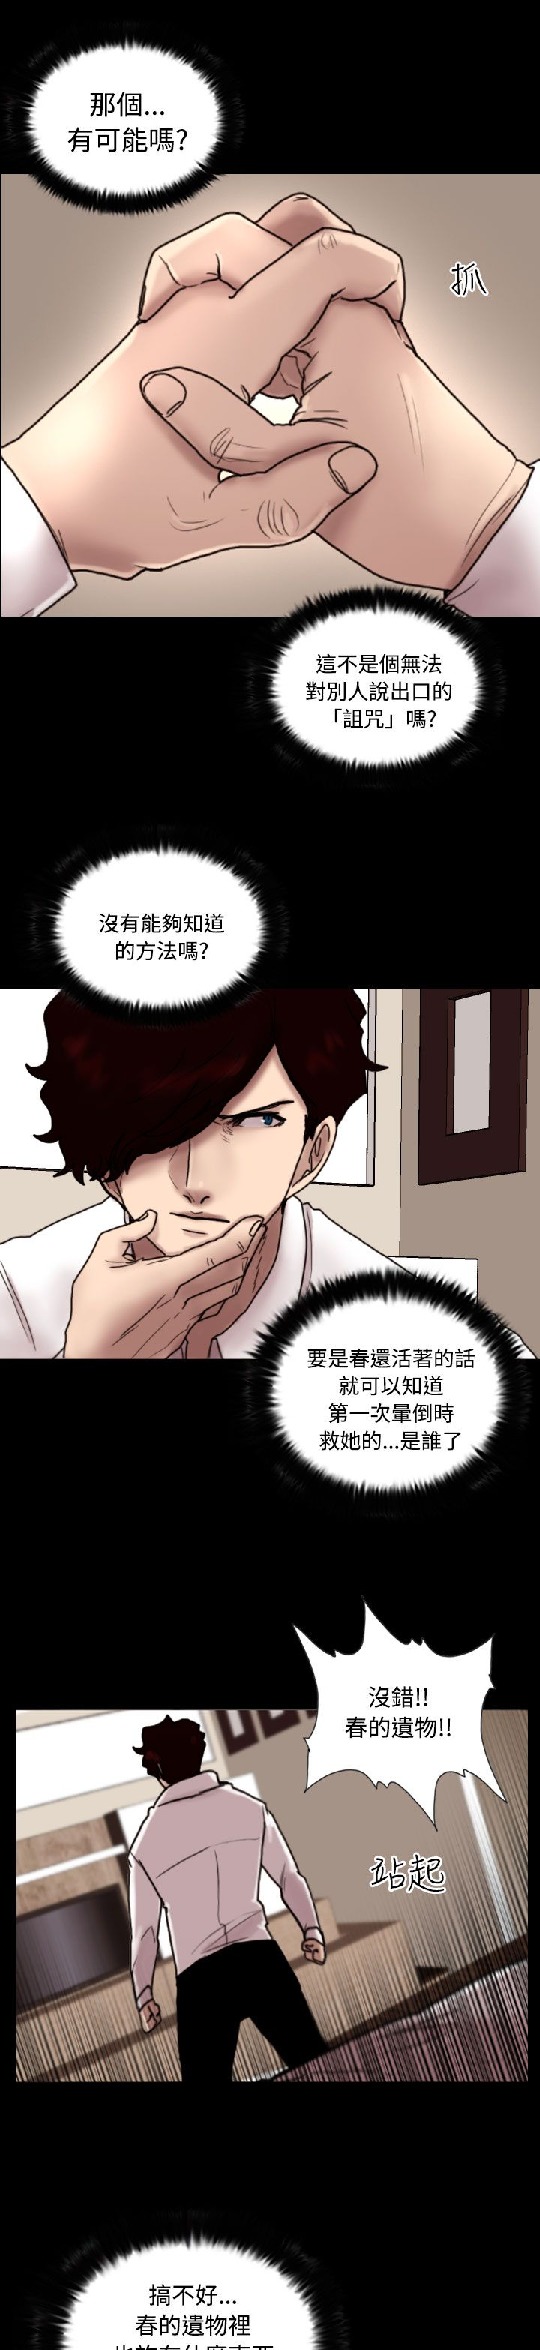 那個...
有可能嗎?
抓
這不是個無法
對別人說出口的
「詛咒」嗎?
沒有能夠知道
的方法嗎?
要是春還活著的話
就可以知道
第一次暈倒時
救她的...是誰了
沒錯!!
春的遺物!!
站起
搞不好...
春的遺物裡